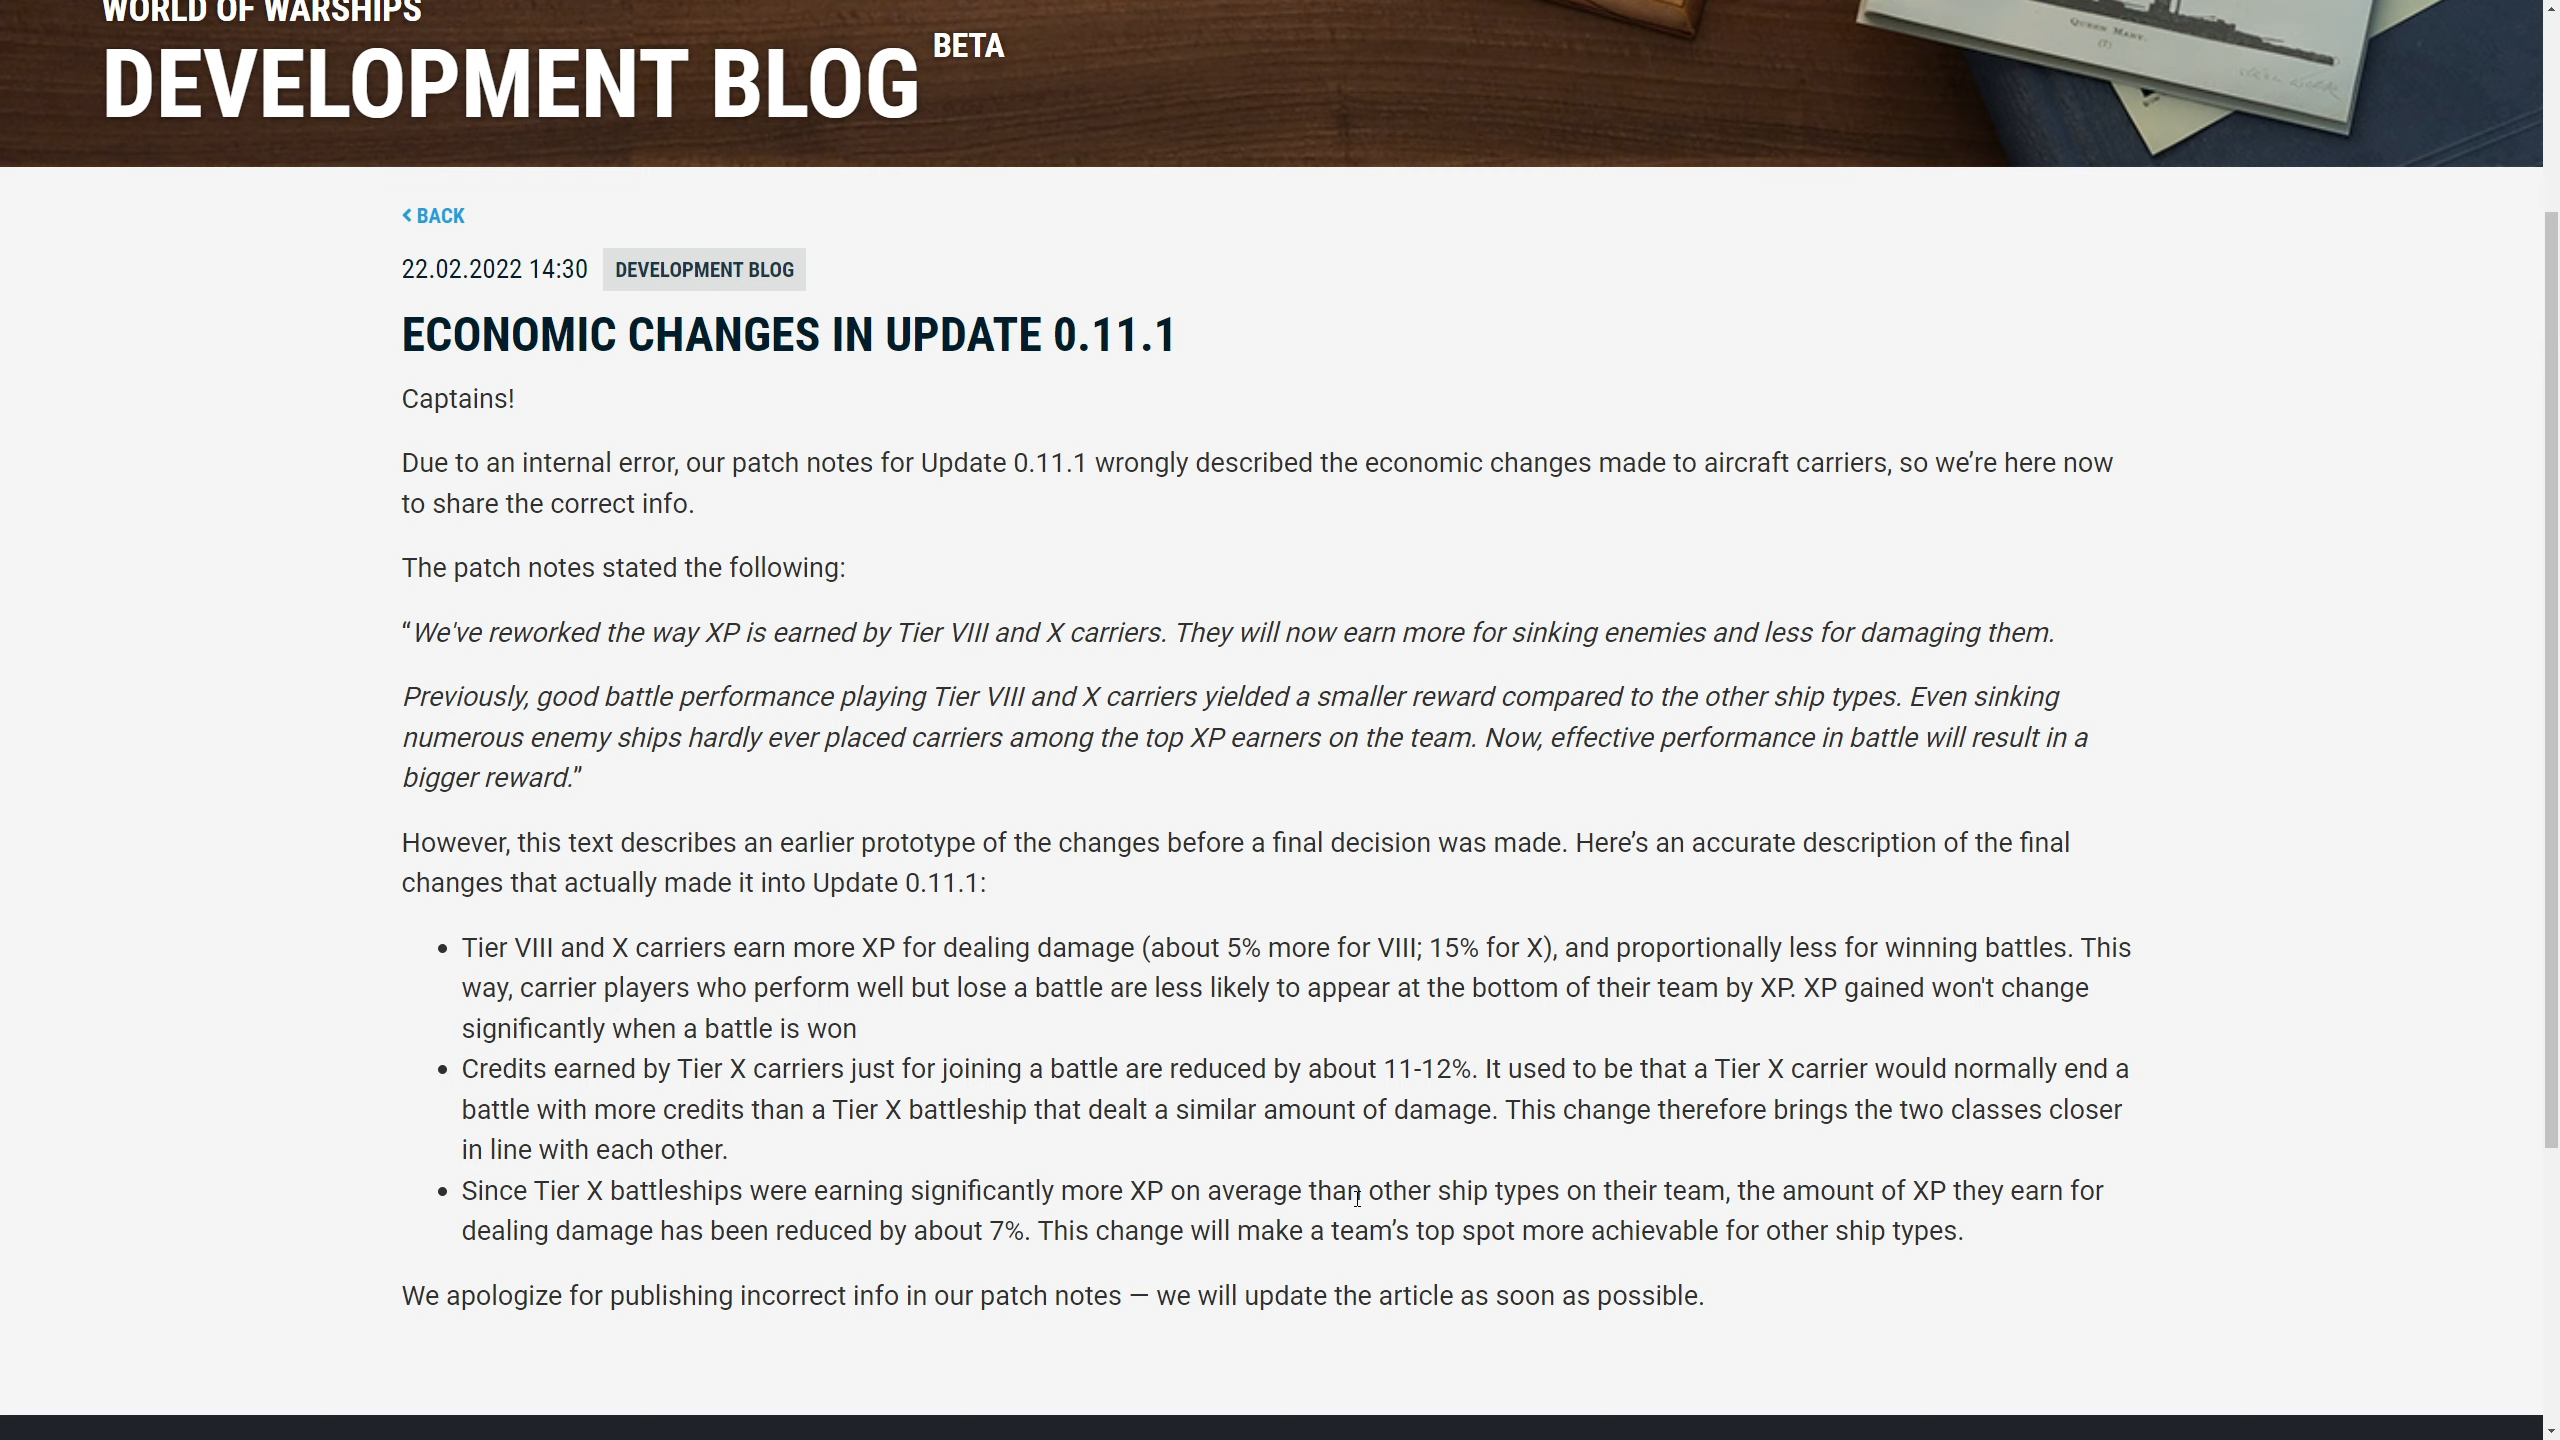 WORLD OF WARSHIPS
DEVELOPMENT BLOG BETA
QUEEN MARY.
(7)
BACK
22.02.2022 14:30 DEVELOPMENT BLOG
ECONOMIC CHANGES IN UPDATE 0.11.1
Captains!
Due to an internal error, our patch notes for Update 0.11.1 wrongly described the economic changes made to aircraft carriers, so we’re here now
to share the correct info.
The patch notes stated the following:
“We've reworked the way XP is earned by Tier VIII and X carriers. They will now earn more for sinking enemies and less for damaging them.
Previously, good battle performance playing Tier VIII and X carriers yielded a smaller reward compared to the other ship types. Even sinking
numerous enemy ships hardly ever placed carriers among the top XP earners on the team. Now, effective performance in battle will result in a
bigger reward.”
However, this text describes an earlier prototype of the changes before a final decision was made. Here’s an accurate description of the final
changes that actually made it into Update 0.11.1:
• Tier VIII and X carriers earn more XP for dealing damage (about 5% more for VIII; 15% for X), and proportionally less for winning battles. This
way, carrier players who perform well but lose a battle are less likely to appear at the bottom of their team by XP. XP gained won't change
significantly when a battle is won
• Credits earned by Tier X carriers just for joining a battle are reduced by about 11-12%. It used to be that a Tier X carrier would normally end a
battle with more credits than a Tier X battleship that dealt a similar amount of damage. This change therefore brings the two classes closer
in line with each other.
• Since Tier X battleships were earning significantly more XP on average than other ship types on their team, the amount of XP they earn for
dealing damage has been reduced by about 7%. This change will make a team’s top spot more achievable for other ship types.
We apologize for publishing incorrect info in our patch notes — we will update the article as soon as possible.